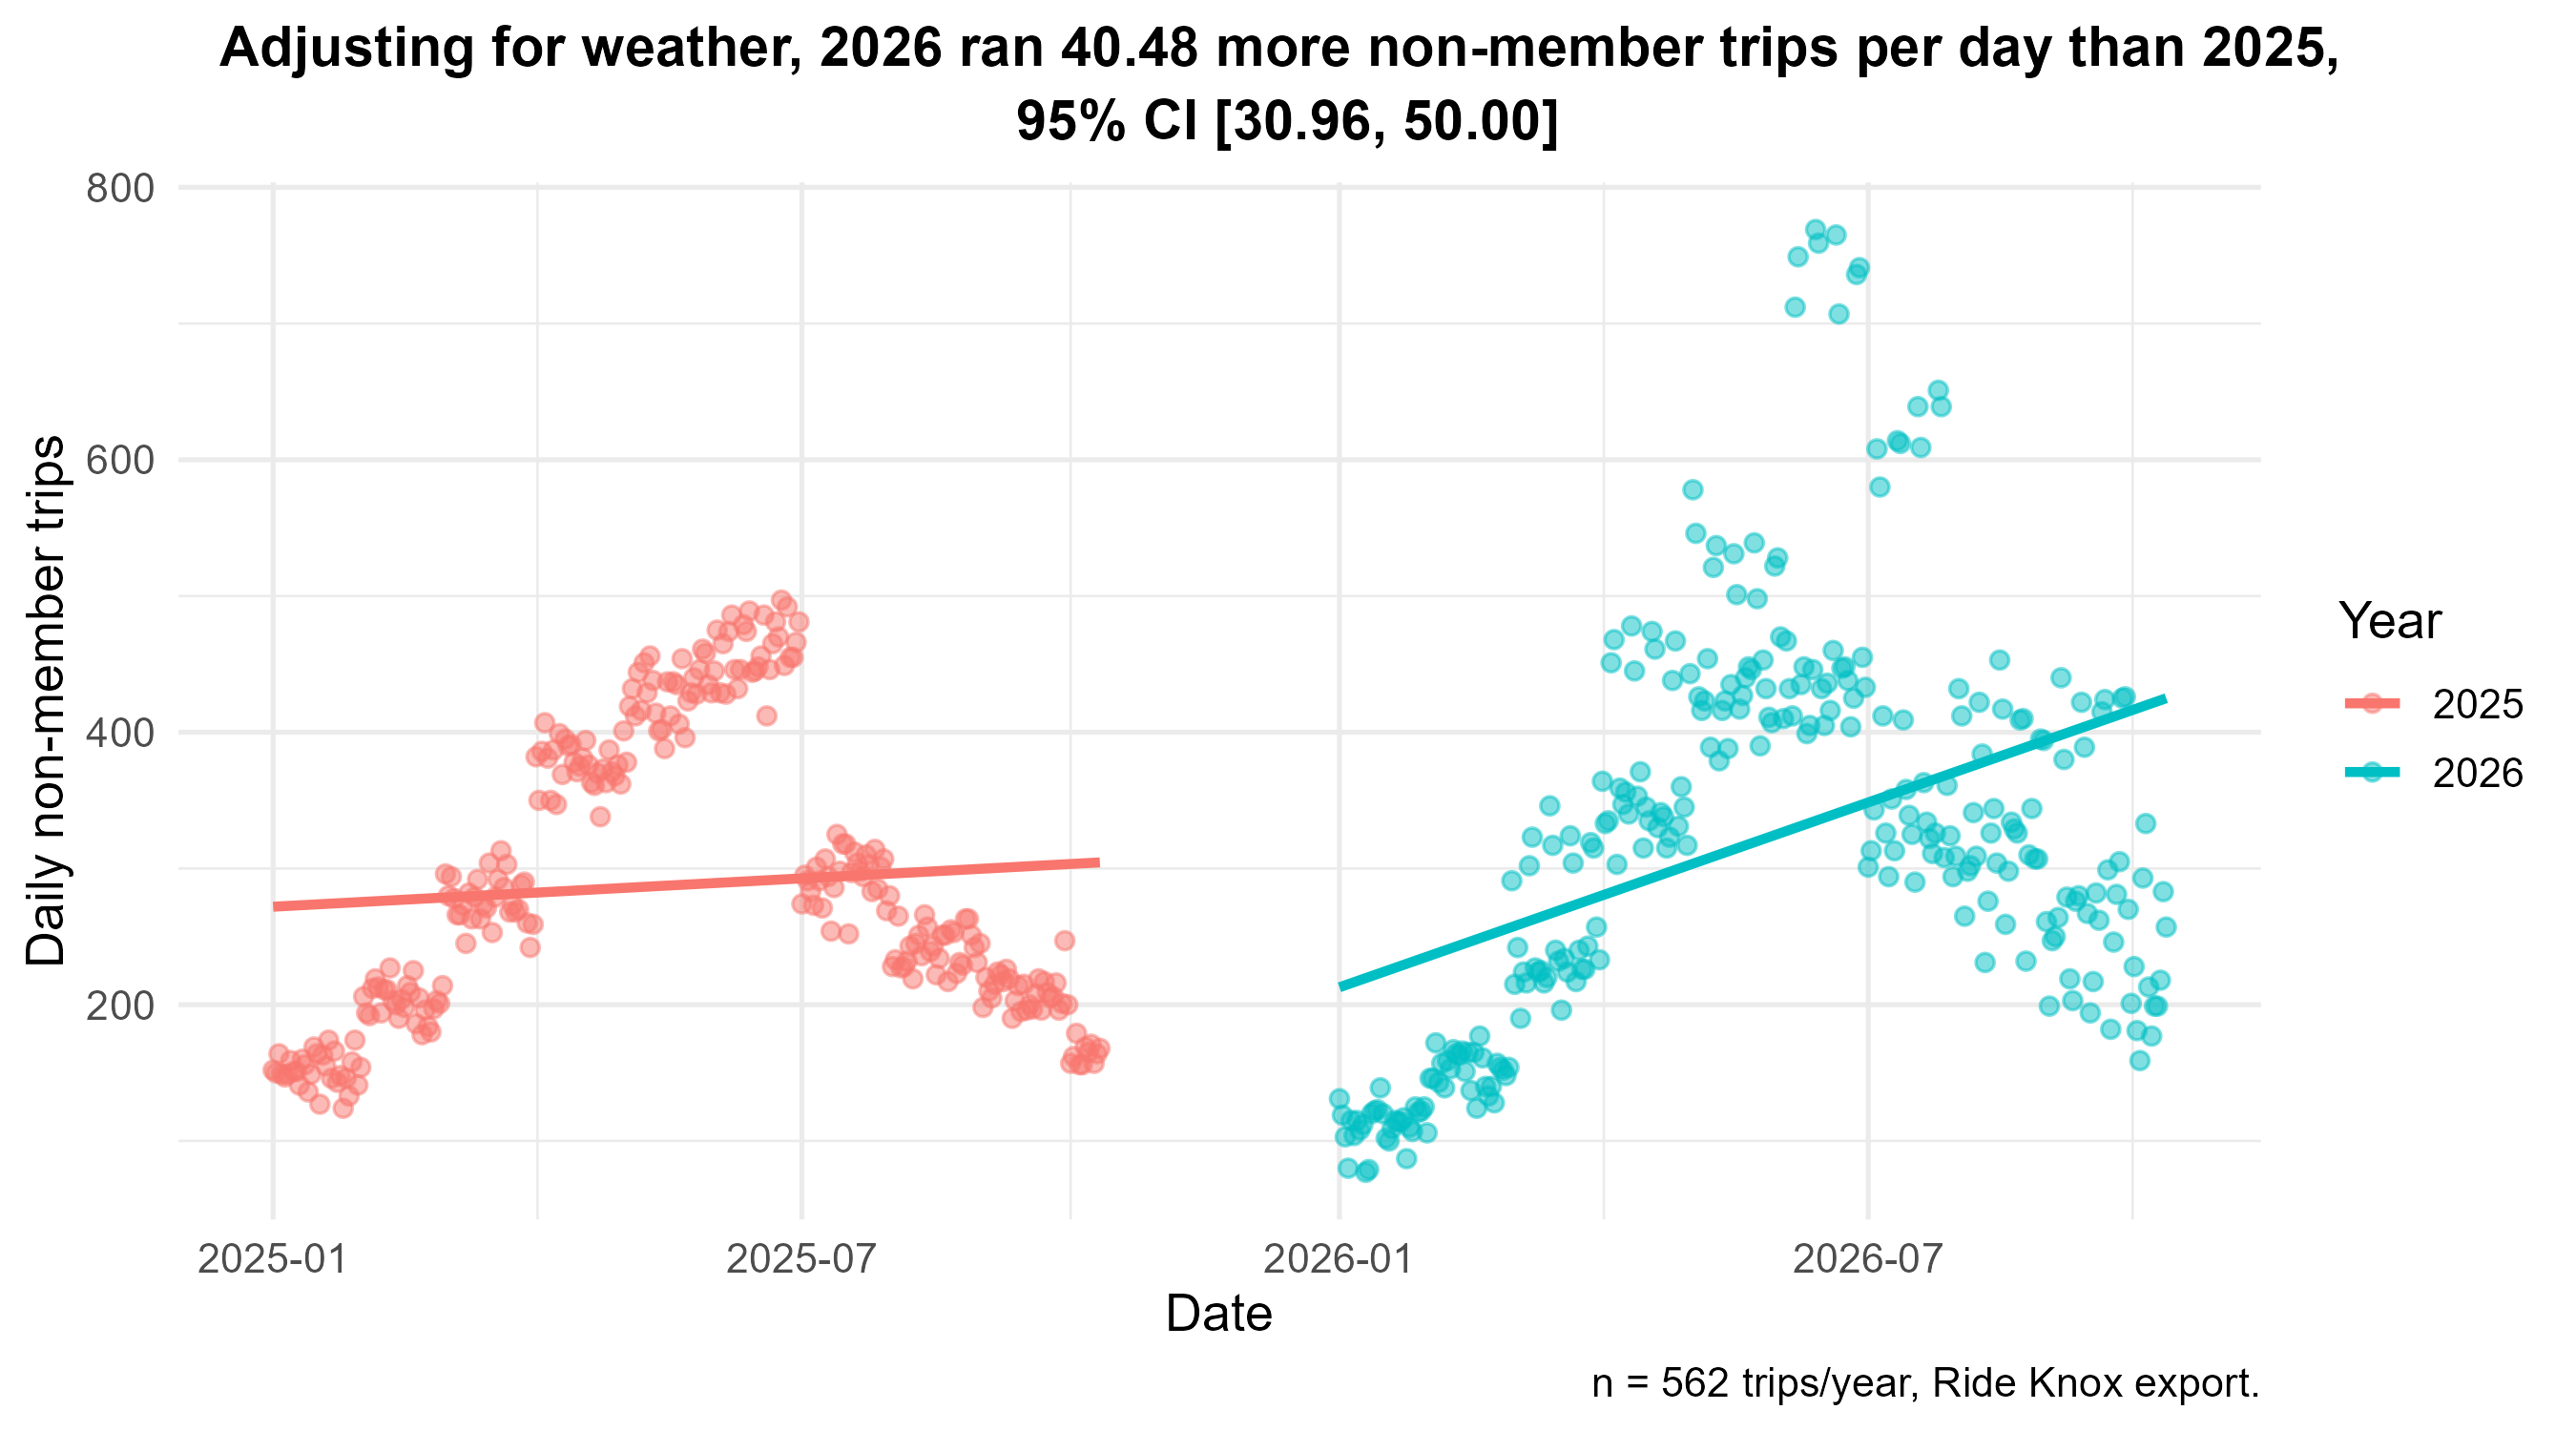 Adjusting for weather, 2026 ran 40.48 more non-member trips per day than 2025,
95% CI [30.96, 50.00]
Daily non-member trips
800
600
400
200
2025-01
2025-07
2026-01
2026-07
Date
Year
2025
2026
n = 562 trips/year, Ride Knox export.